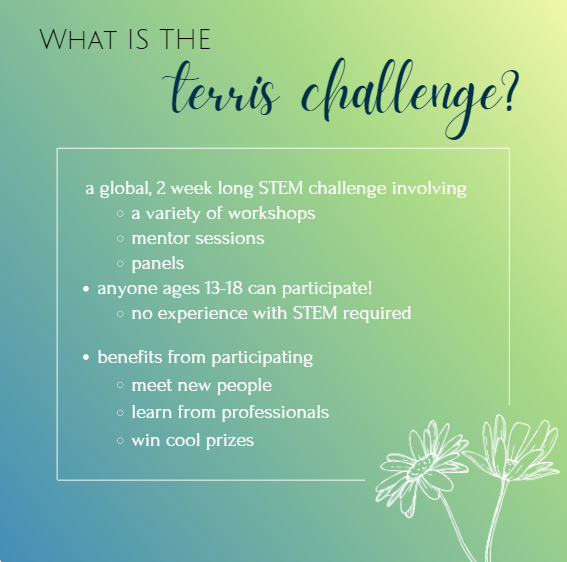 What is the
terris challenge?
a global, 2 week long STEM challenge involving
a variety of workshops
mentor sessions
panels
anyone ages 13-18 can participate!
no experience with STEM required
benefits from participating
meet new people
learn from professionals
win cool prizes